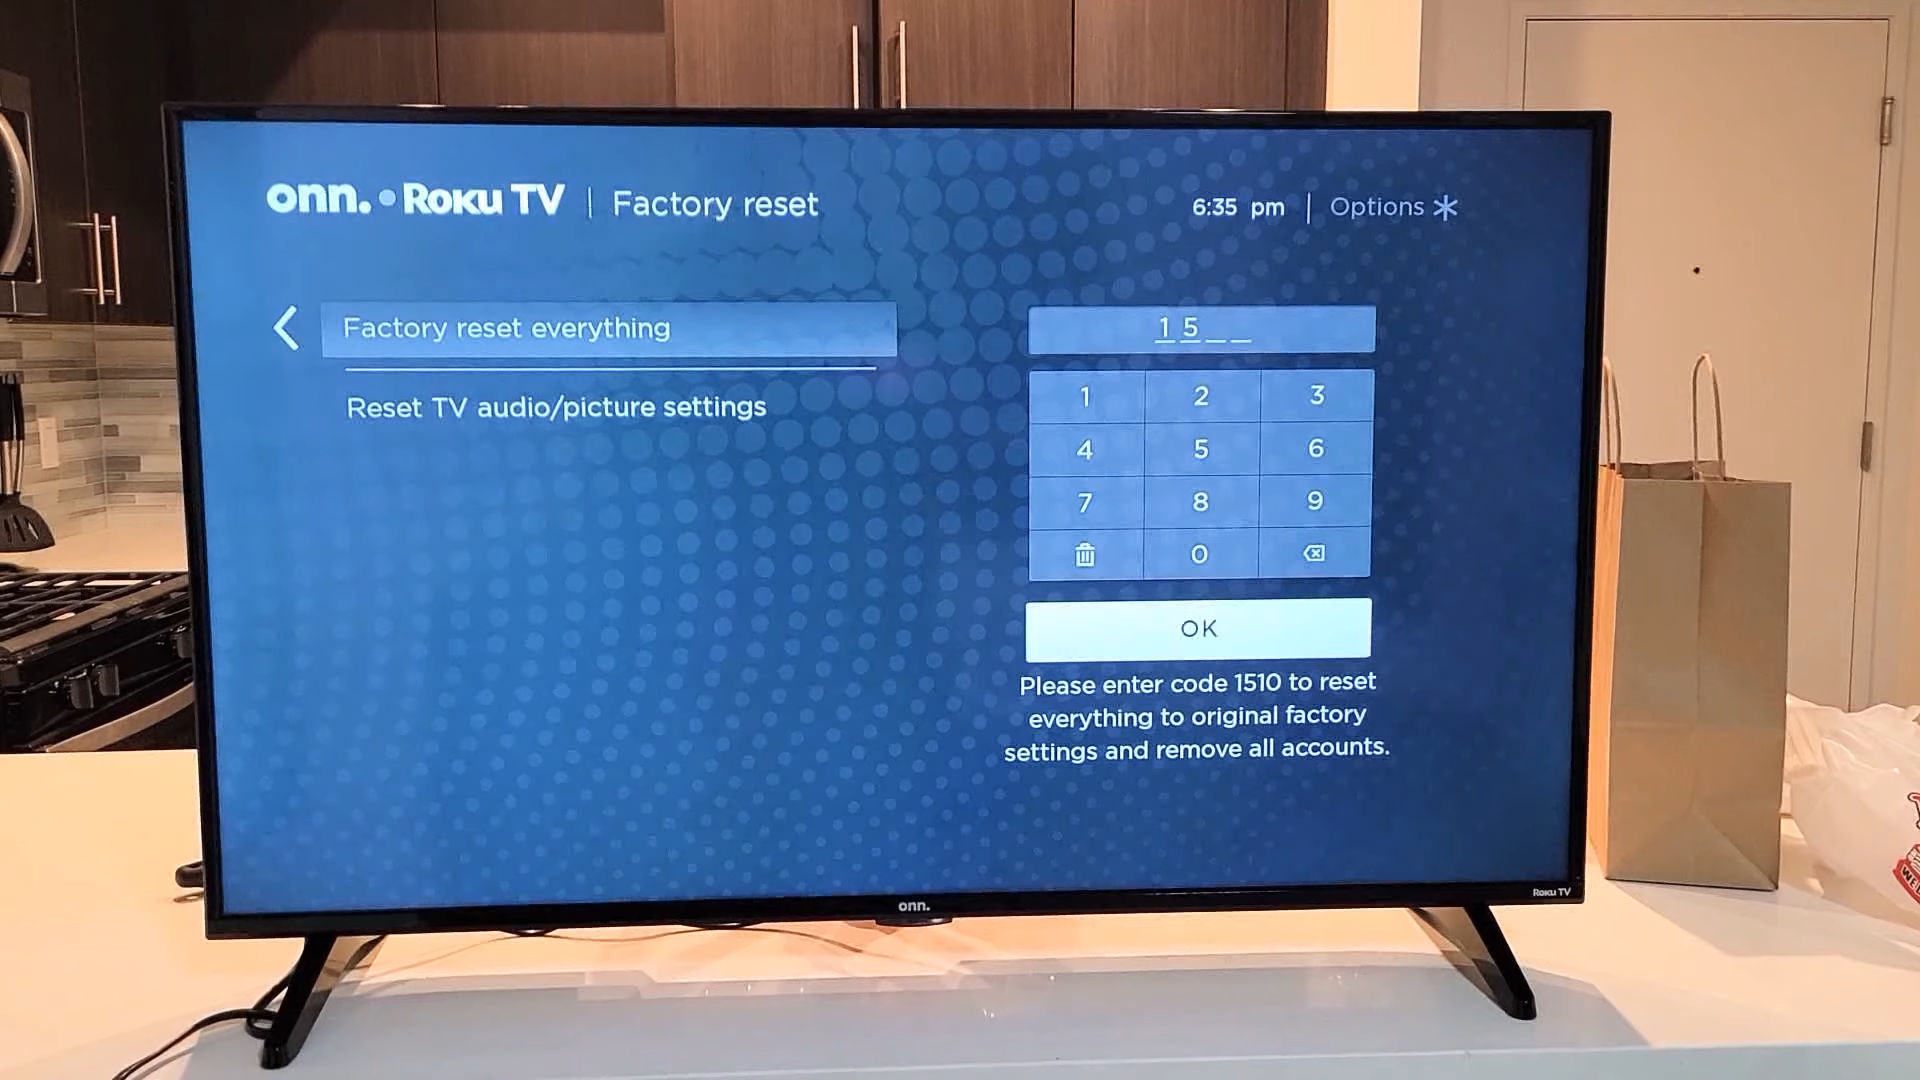 onn. • Roku TV | Factory reset
6:35 pm | Options
Factory reset everything
Reset TV audio/picture settings
1 5 _ _
1 2 3
4 5 6
7 8 9
0
OK
Please enter code 1510 to reset
everything to original factory
settings and remove all accounts.
onn.
Roku TV